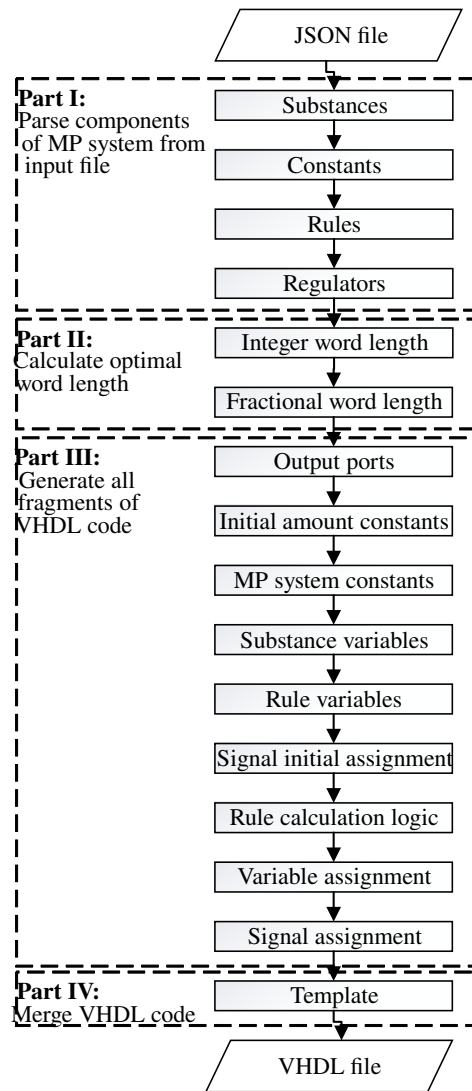 JSON file
Part I:
Parse components
of MP system from
input file
Substances
Constants
Rules
Regulators
Part II:
Calculate optimal
word length
Integer word length
Fractional word length
Part III:
Generate all
fragments of
VHDL code
Output ports
Initial amount constants
MP system constants
Substance variables
Rule variables
Signal initial assignment
Rule calculation logic
Variable assignment
Signal assignment
Part IV:
Merge VHDL code
Template
VHDL file